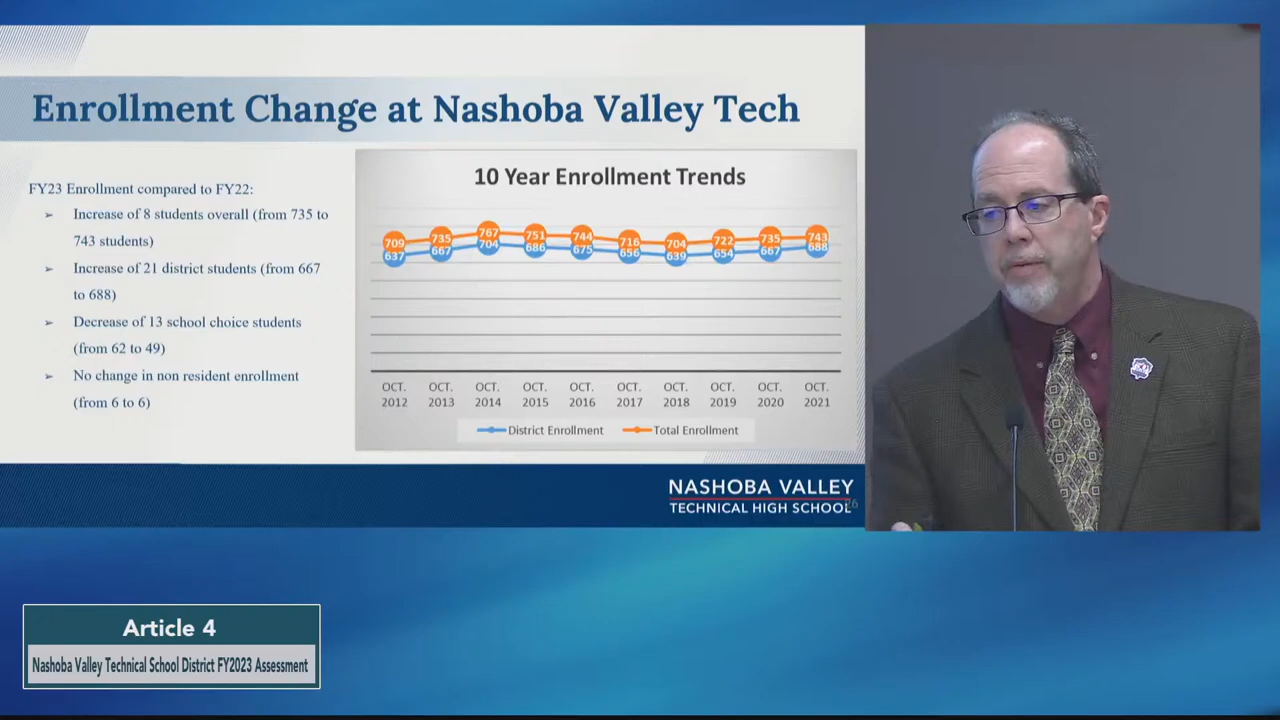 Enrollment Change at Nashoba Valley Tech
FY23 Enrollment compared to FY22:
➢ Increase of 8 students overall (from 735 to
743 students)
➢ Increase of 21 district students (from 667
to 688)
➢ Decrease of 13 school choice students
(from 62 to 49)
➢ No change in non resident enrollment
(from 6 to 6)
10 Year Enrollment Trends
709 735 767 751 744 716 704 722 735 743
637 667 704 686 675 656 639 654 667 688
OCT. OCT. OCT. OCT. OCT. OCT. OCT. OCT. OCT. OCT.
2012 2013 2014 2015 2016 2017 2018 2019 2020 2021
District Enrollment Total Enrollment
NASHOBA VALLEY
TECHNICAL HIGH SCHOOL
Article 4
Nashoba Valley Technical School District FY2023 Assessment